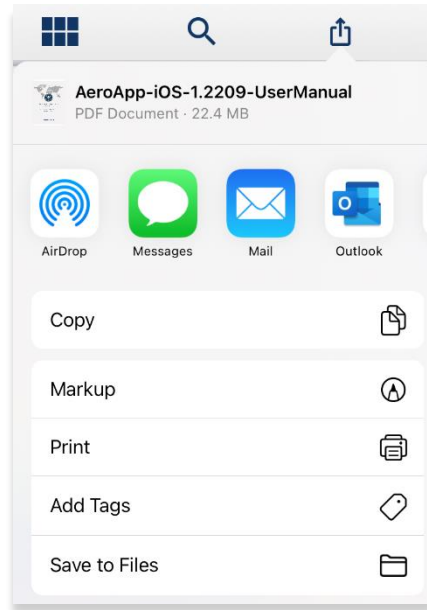 AeroApp-iOS-1.2209-UserManual
PDF Document · 22.4 MB
AirDrop Messages Mail Outlook
Copy
Markup
Print
Add Tags
Save to Files